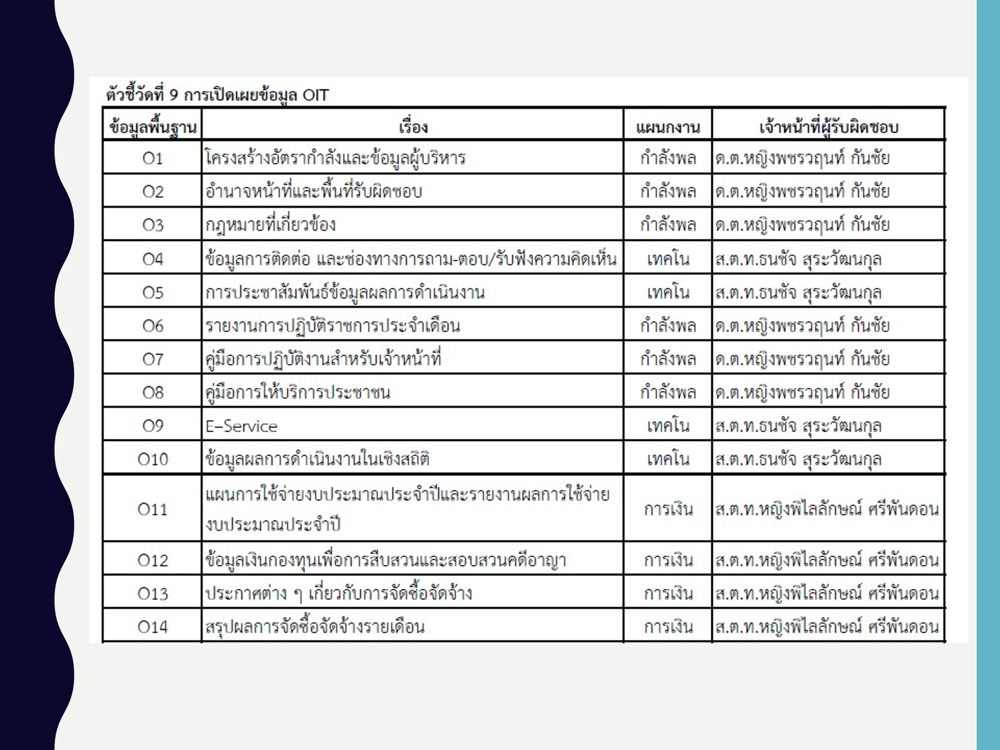 ตัวชี้วัดที่ 9 การเปิดเผยข้อมูล OIT
ข้อมูลพื้นฐาน เรื่อง แผนกงาน เจ้าหน้าที่ผู้รับผิดชอบ
O1 โครงสร้างอัตรากำลังและข้อมูลผู้บริหาร กำลังพล ด.ต.หญิงพชรวฤนท์ กันชัย
O2 อำนาจหน้าที่และพื้นที่รับผิดชอบ กำลังพล ด.ต.หญิงพชรวฤนท์ กันชัย
O3 กฎหมายที่เกี่ยวข้อง กำลังพล ด.ต.หญิงพชรวฤนท์ กันชัย
O4 ข้อมูลการติดต่อ และช่องทางการถาม-ตอบ/รับฟังความคิดเห็น เทคโน ส.ต.ท.ธนชัจ สุระวัฒนกุล
O5 การประชาสัมพันธ์ข้อมูลผลการดำเนินงาน เทคโน ส.ต.ท.ธนชัจ สุระวัฒนกุล
O6 รายงานการปฏิบัติราชการประจำเดือน กำลังพล ด.ต.หญิงพชรวฤนท์ กันชัย
O7 คู่มือการปฏิบัติงานสำหรับเจ้าหน้าที่ กำลังพล ด.ต.หญิงพชรวฤนท์ กันชัย
O8 คู่มือการให้บริการประชาชน กำลังพล ด.ต.หญิงพชรวฤนท์ กันชัย
O9 E–Service เทคโน ส.ต.ท.ธนชัจ สุระวัฒนกุล
O10 ข้อมูลผลการดำเนินงานในเชิงสถิติ เทคโน ส.ต.ท.ธนชัจ สุระวัฒนกุล
O11 แผนการใช้จ่ายงบประมาณประจำปีและรายงานผลการใช้จ่าย
งบประมาณประจำปี การเงิน ส.ต.ท.หญิงพิไลลักษณ์ ศรีพันดอน
O12 ข้อมูลเงินกองทุนเพื่อการสืบสวนและสอบสวนคดีอาญา การเงิน ส.ต.ท.หญิงพิไลลักษณ์ ศรีพันดอน
O13 ประกาศต่าง ๆ เกี่ยวกับการจัดซื้อจัดจ้าง การเงิน ส.ต.ท.หญิงพิไลลักษณ์ ศรีพันดอน
O14 สรุปผลการจัดซื้อจัดจ้างรายเดือน การเงิน ส.ต.ท.หญิงพิไลลักษณ์ ศรีพันดอน